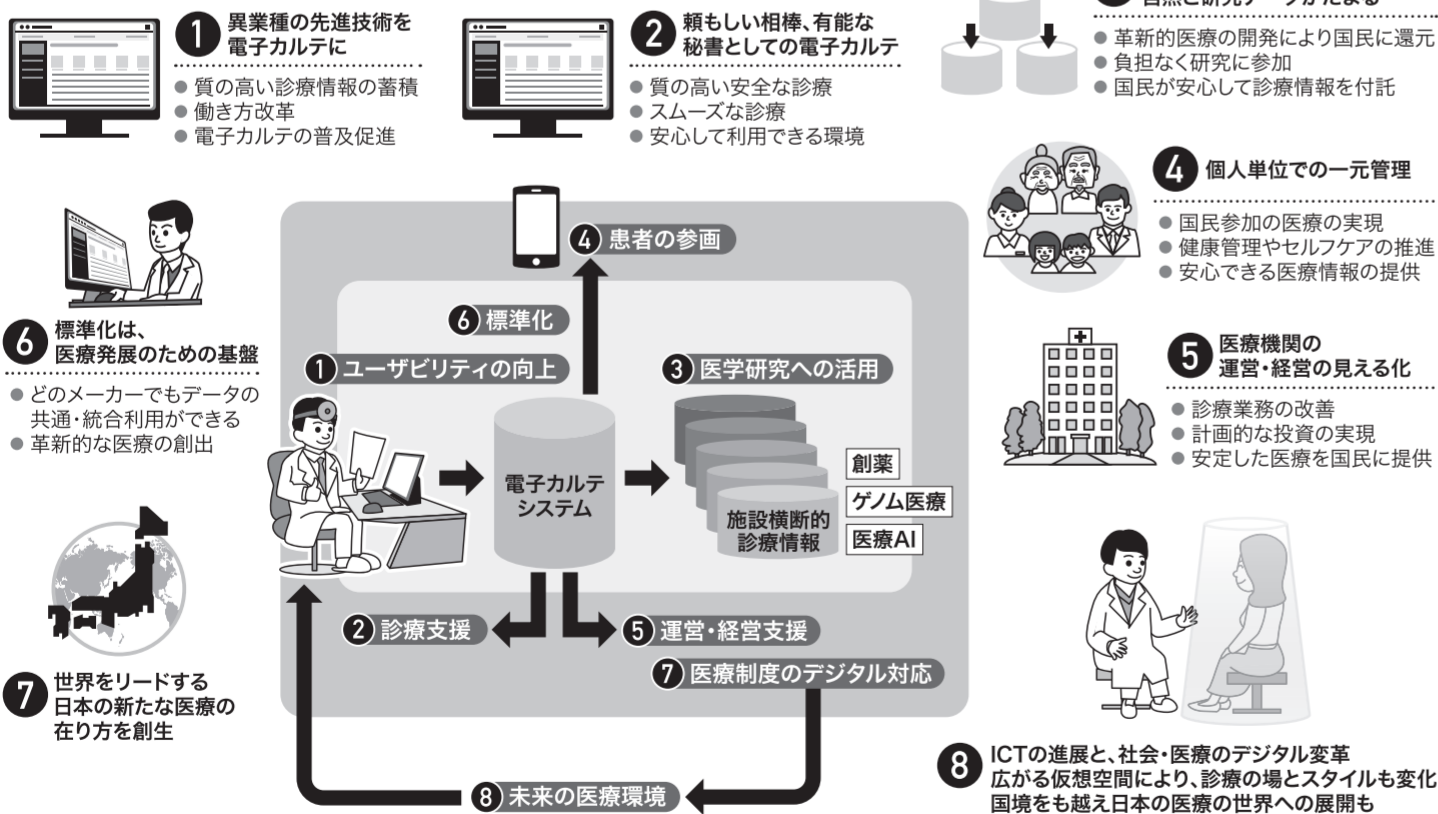 1 異業種の先進技術を
電子カルテに
● 質の高い診療情報の蓄積
● 働き方改革
● 電子カルテの普及促進
2 頼もしい相棒、有能な
秘書としての電子カルテ
● 質の高い安全な診療
● スムーズな診療
● 安心して利用できる環境
● 革新的医療の開発により国民に還元
● 負担なく研究に参加
● 国民が安心して診療情報を付託
4 個人単位での一元管理
● 国民参加の医療の実現
● 健康管理やセルフケアの推進
● 安心できる医療情報の提供
5 医療機関の
運営・経営の見える化
● 診療業務の改善
● 計画的な投資の実現
● 安定した医療を国民に提供
6 標準化は、
医療発展のための基盤
● どのメーカーでもデータの
共通・統合利用ができる
● 革新的な医療の創出
7 世界をリードする
日本の新たな医療の
在り方を創生
4 患者の参画
6 標準化
1 ユーザビリティの向上
3 医学研究への活用
電子カルテ
システム
施設横断的
診療情報
創薬
ゲノム医療
医療AI
2 診療支援
5 運営・経営支援
7 医療制度のデジタル対応
8 未来の医療環境
8 ICTの進展と、社会・医療のデジタル変革
広がる仮想空間により、診療の場とスタイルも変化
国境をも越え日本の医療の世界への展開も